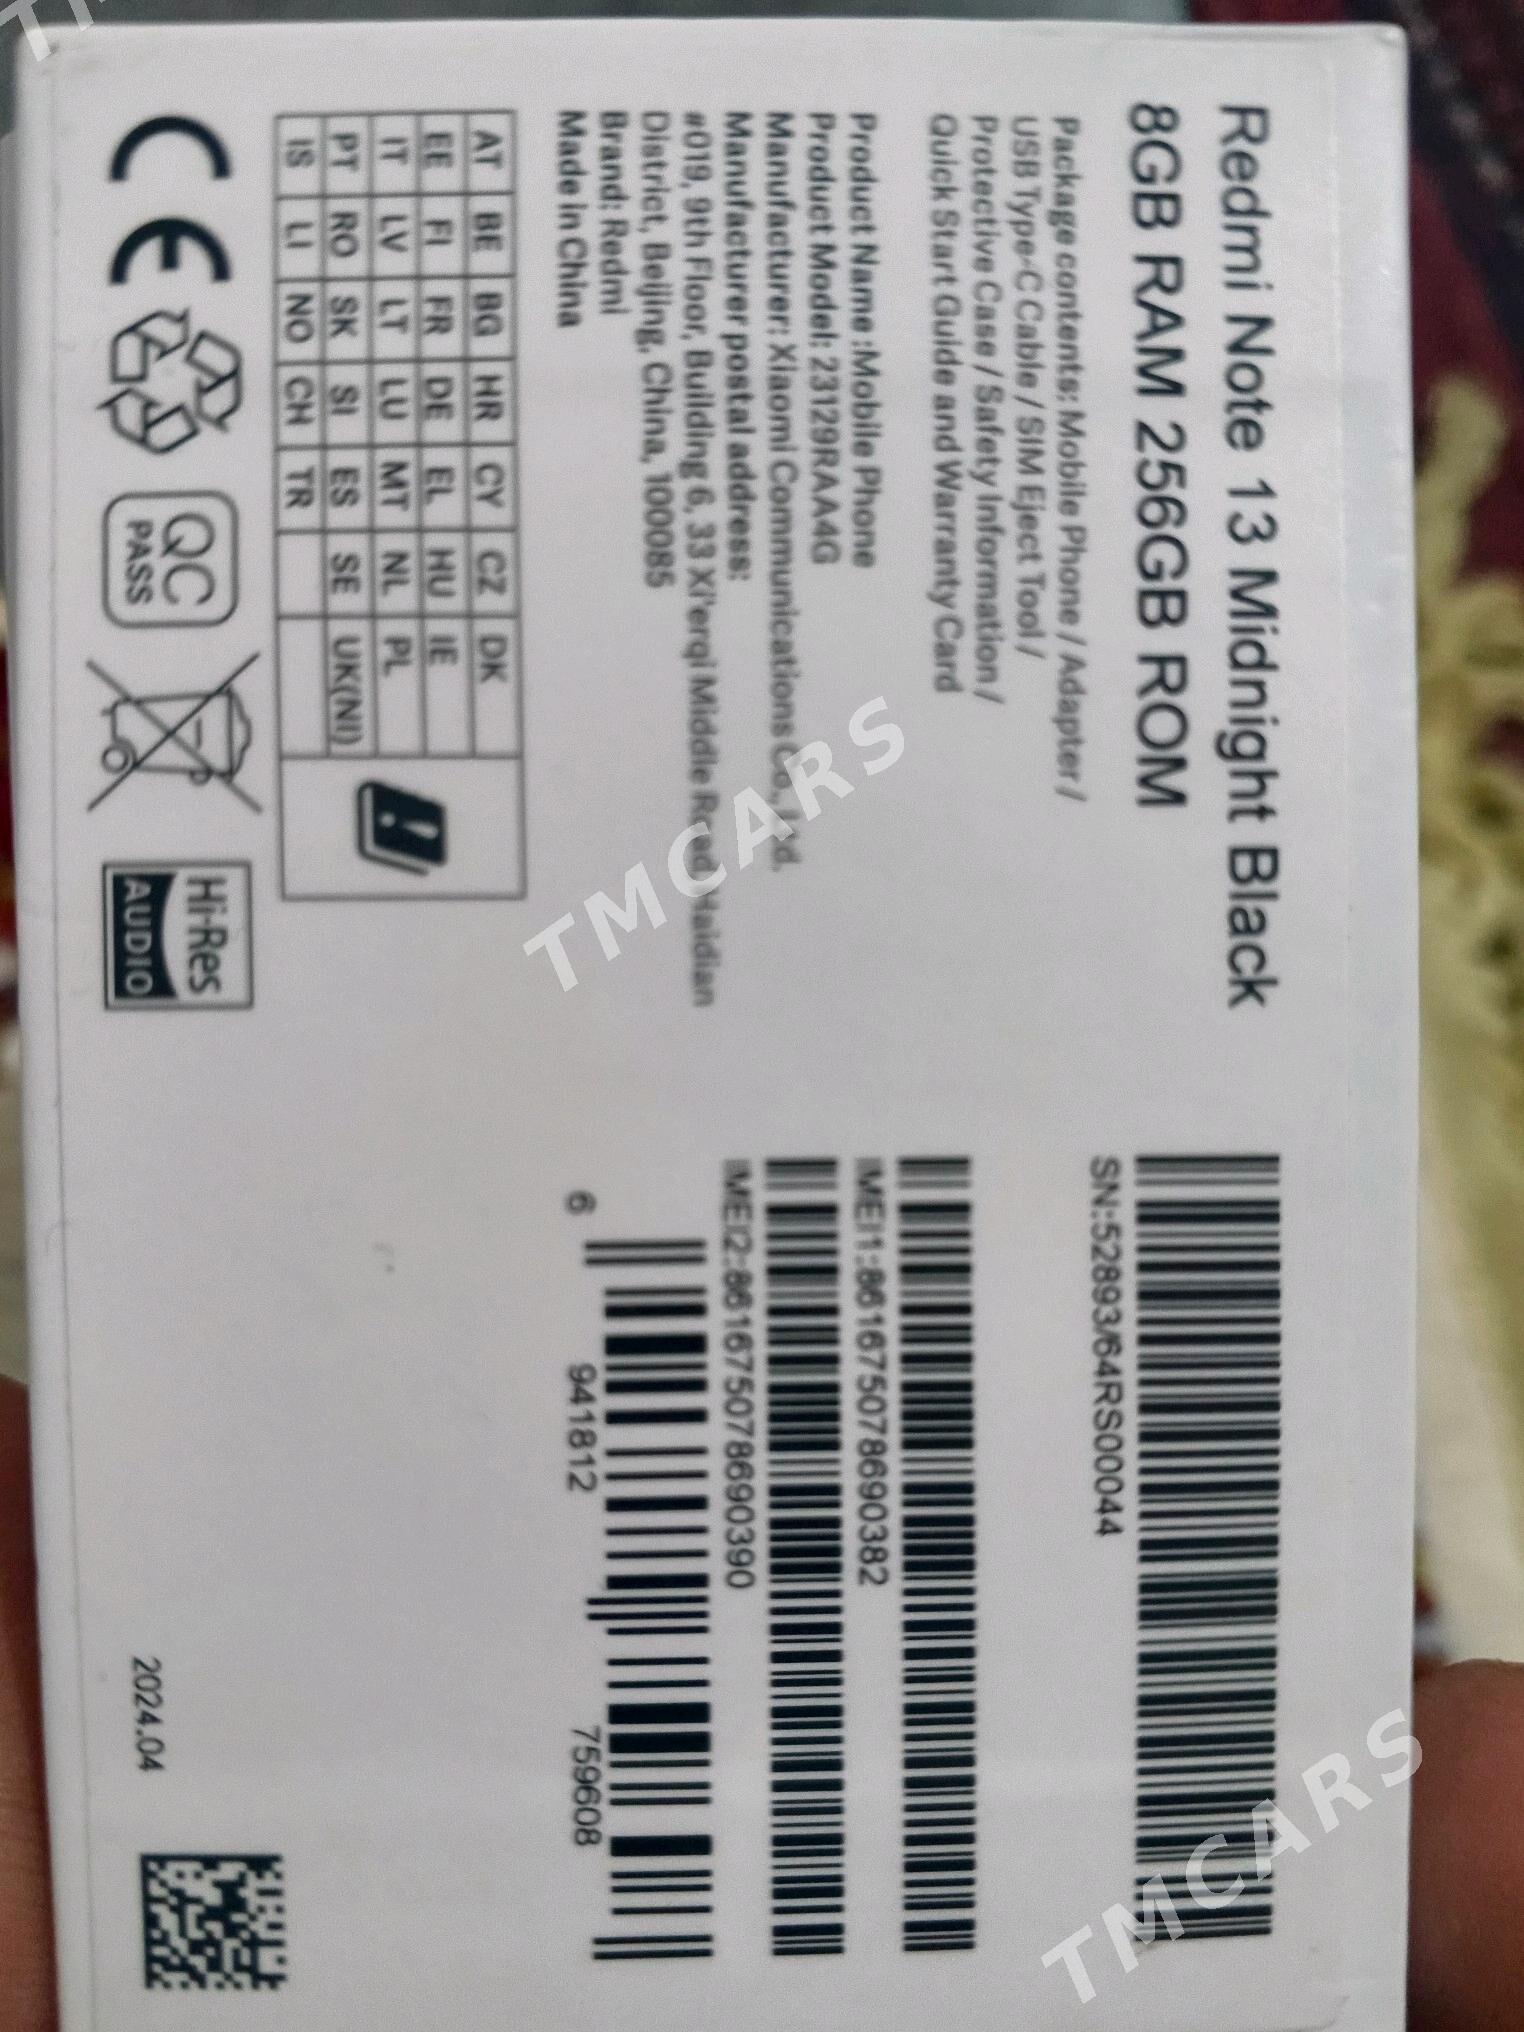 Redmi Note 13 Midnight Black
8GB RAM 256GB ROM
Package contents: Mobile Phone / Adapter /
USB Type-C Cable / SIM Eject Tool /
Protective Case / Safety Information /
Quick Start Guide and Warranty Card
Product Name :Mobile Phone
Product Model: 23129RAA4G
Manufacturer: Xiaomi Communications Co., Ltd.
Manufacturer postal address:
#019, 9th Floor, Building 6, 33 Xi'erqi Middle Road, Haidian
District, Beijing, China, 100085
Brand: Redmi
Made in China
AT BE BG HR CY CZ DK
EE FI FR DE EL HU IE
IT LV LT LU MT NL PL
PT RO SK SI ES SE UK(NI)
IS LI NO CH TR
CE
QC
PASS
Hi-Res
AUDIO
SN:52893/64RS00044
IMEI1:861675078690382
IMEI2:861675078690390
6 941812 759608
2024.04
TMCARS
TMCARS